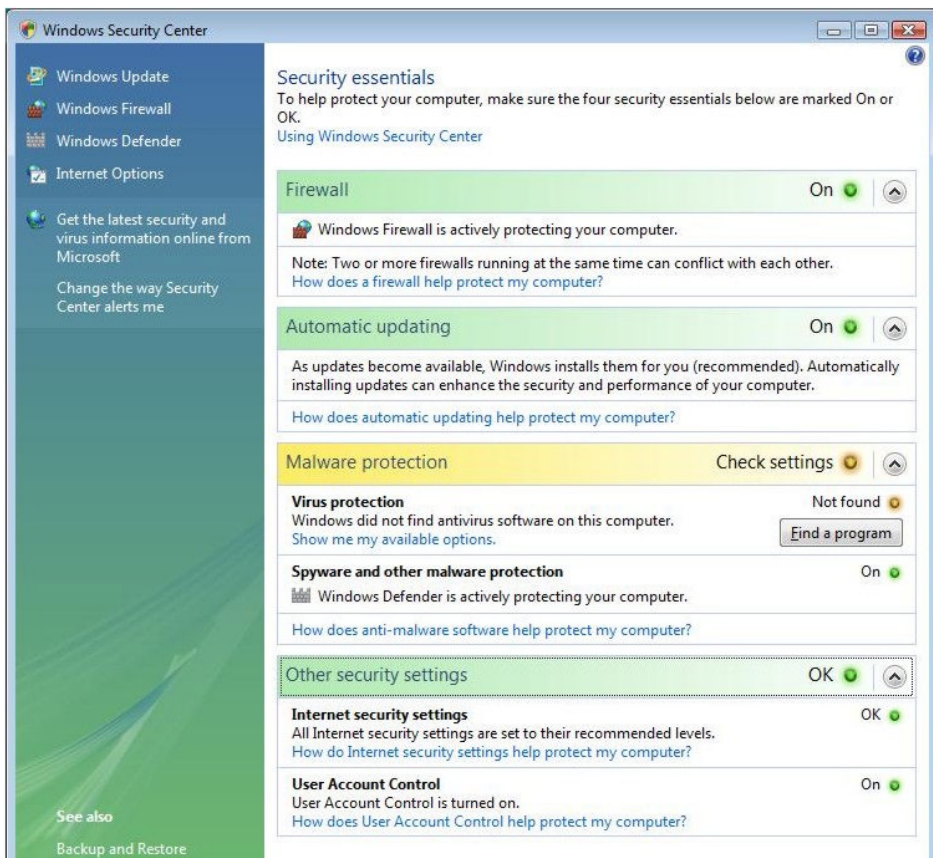 Windows Security Center
Windows Update
Windows Firewall
Windows Defender
Internet Options
Get the latest security and
virus information online from
Microsoft
Change the way Security
Center alerts me
See also
Backup and Restore
Security essentials
To help protect your computer, make sure the four security essentials below are marked On or
OK.
Using Windows Security Center
Firewall On
Windows Firewall is actively protecting your computer.
Note: Two or more firewalls running at the same time can conflict with each other.
How does a firewall help protect my computer?
Automatic updating On
As updates become available, Windows installs them for you (recommended). Automatically
installing updates can enhance the security and performance of your computer.
How does automatic updating help protect my computer?
Malware protection Check settings
Virus protection Not found
Windows did not find antivirus software on this computer.
Show me my available options. Find a program
Spyware and other malware protection On
Windows Defender is actively protecting your computer.
How does anti-malware software help protect my computer?
Other security settings OK
Internet security settings OK
All Internet security settings are set to their recommended levels.
How do Internet security settings help protect my computer?
User Account Control On
User Account Control is turned on.
How does User Account Control help protect my computer?